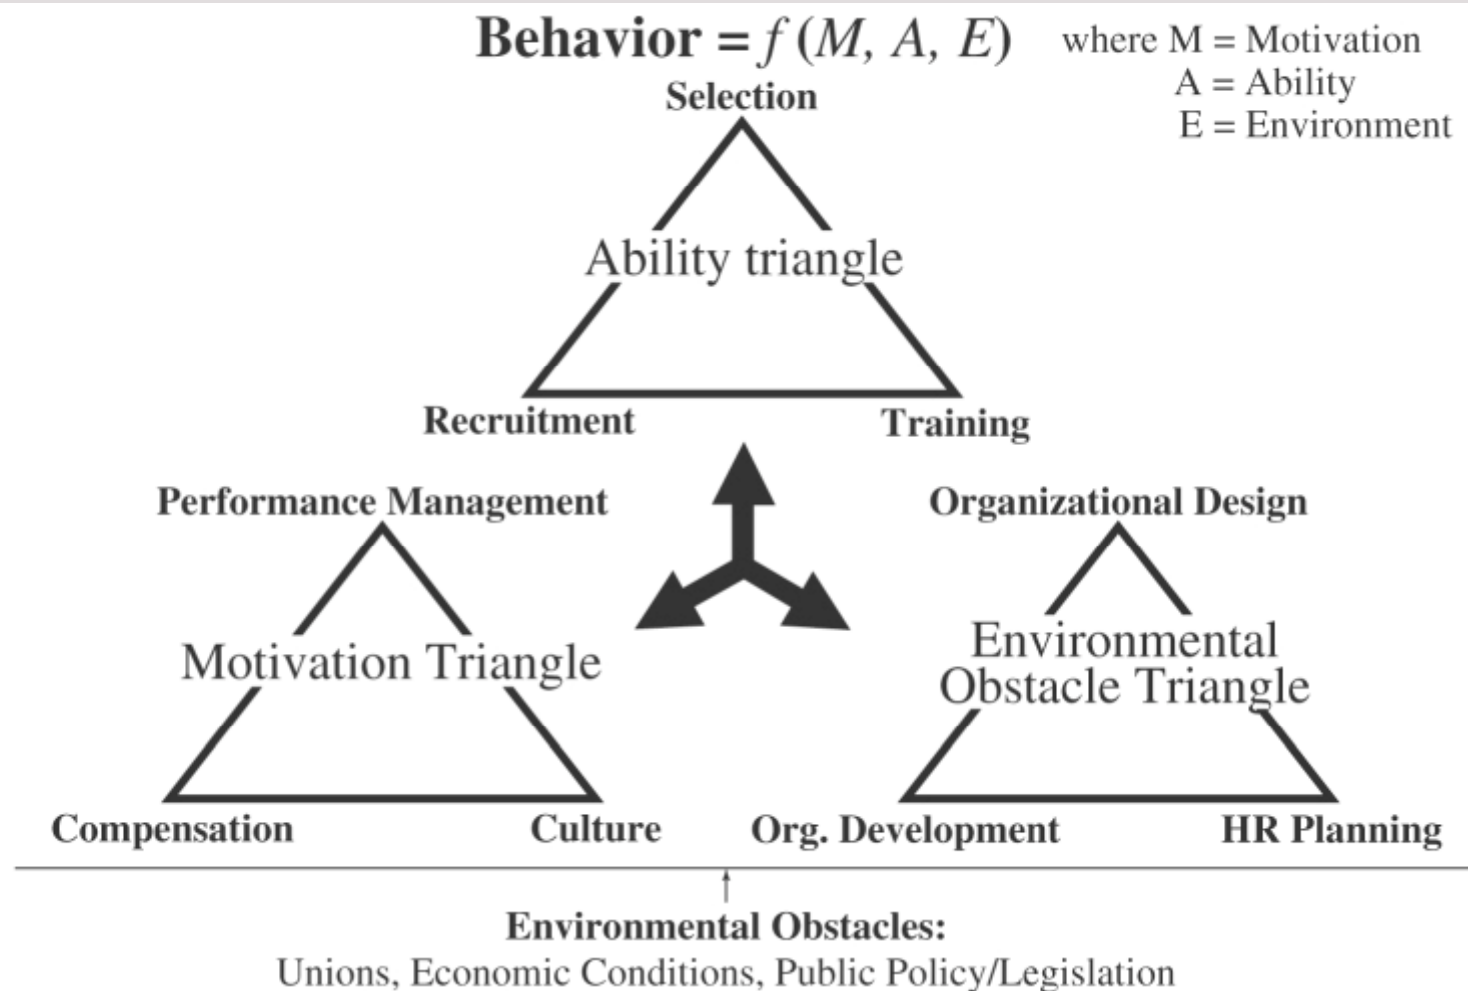 Behavior = f (M, A, E)
where M = Motivation
A = Ability
E = Environment
Selection
Ability triangle
Recruitment
Training
Performance Management
Organizational Design
Motivation Triangle
Environmental
Obstacle Triangle
Compensation
Culture
Org. Development
HR Planning
Environmental Obstacles:
Unions, Economic Conditions, Public Policy/Legislation